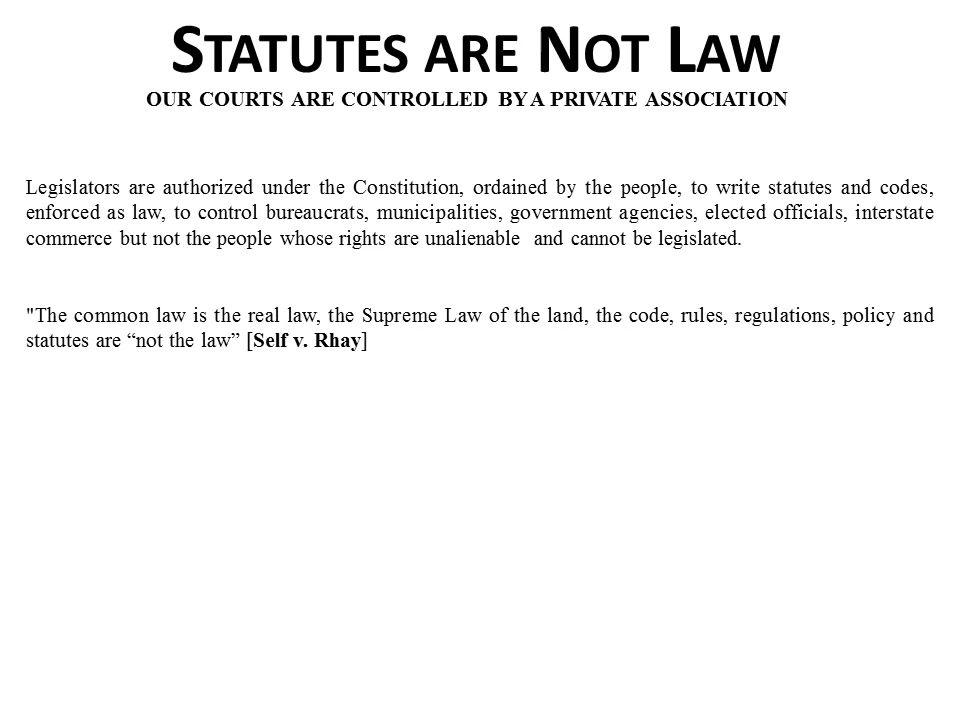 STATUTES ARE NOT LAW
OUR COURTS ARE CONTROLLED BY A PRIVATE ASSOCIATION
Legislators are authorized under the Constitution, ordained by the people, to write statutes and codes,
enforced as law, to control bureaucrats, municipalities, government agencies, elected officials, interstate
commerce but not the people whose rights are unalienable and cannot be legislated.
"The common law is the real law, the Supreme Law of the land, the code, rules, regulations, policy and
statutes are “not the law” [Self v. Rhay]